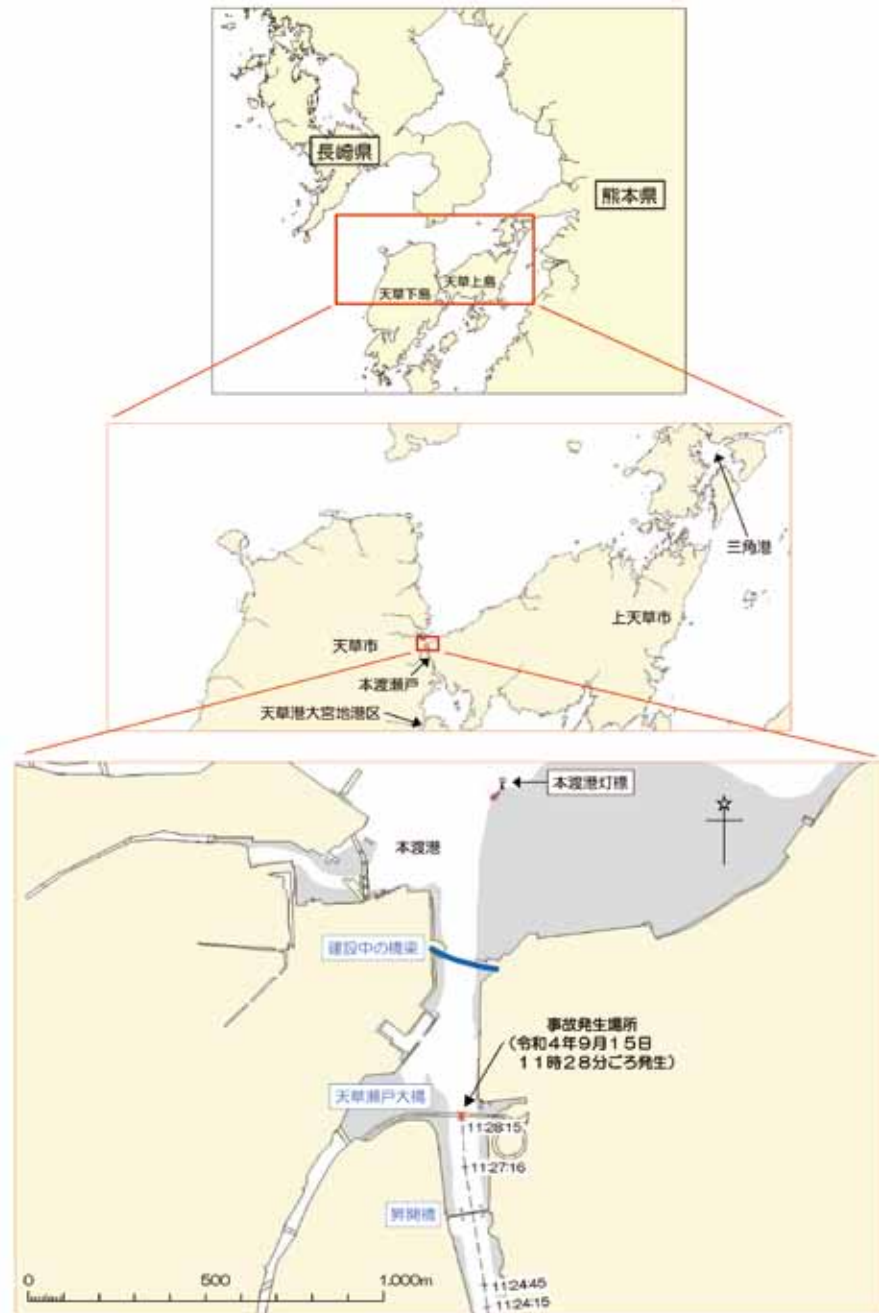 長崎県
熊本県
天草下島
天草上島
三角港
上天草市
天草市
本渡瀬戸
天草港大宮地港区
本渡港灯標
本渡港
建設中の橋梁
事故発生場所
(令和4年9月15日
11時28分ごろ発生)
天草瀬戸大橋
11:28:15
11:27:16
昇開橋
0 500 1.000m
11:24:45
11:24:15